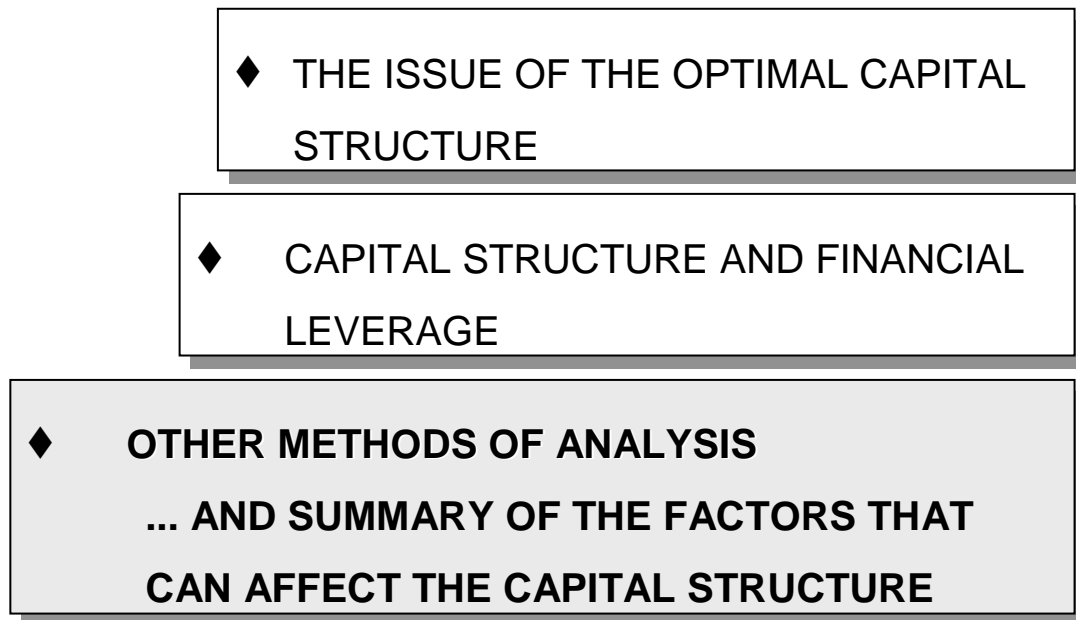 ♦ THE ISSUE OF THE OPTIMAL CAPITAL
STRUCTURE
♦ CAPITAL STRUCTURE AND FINANCIAL
LEVERAGE
♦ OTHER METHODS OF ANALYSIS
... AND SUMMARY OF THE FACTORS THAT
CAN AFFECT THE CAPITAL STRUCTURE